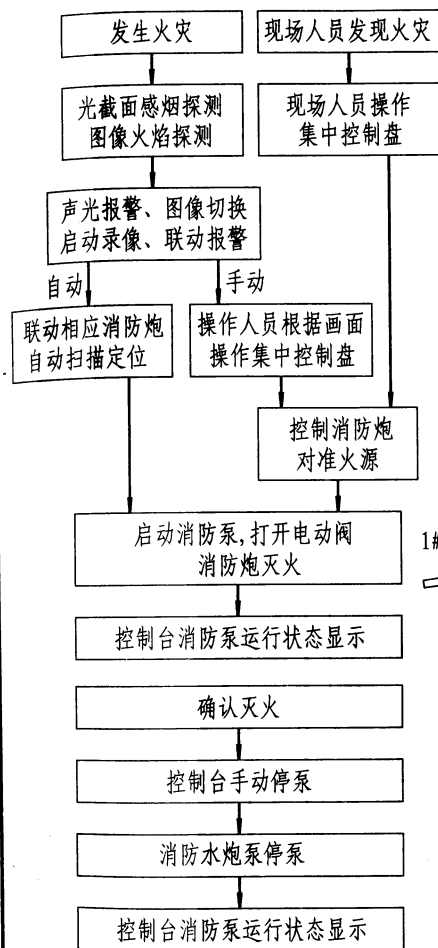 发生火灾
现场人员发现火灾
光截面感烟探测
图像火焰探测
现场人员操作
集中控制盘
声光报警、图像切换
启动录像、联动报警
自动
手动
联动相应消防炮
自动扫描定位
操作人员根据画面
操作集中控制盘
控制消防炮
对准火源
启动消防泵,打开电动阀
消防炮灭火
1#
控制台消防泵运行状态显示
确认灭火
控制台手动停泵
消防水炮泵停泵
控制台消防泵运行状态显示